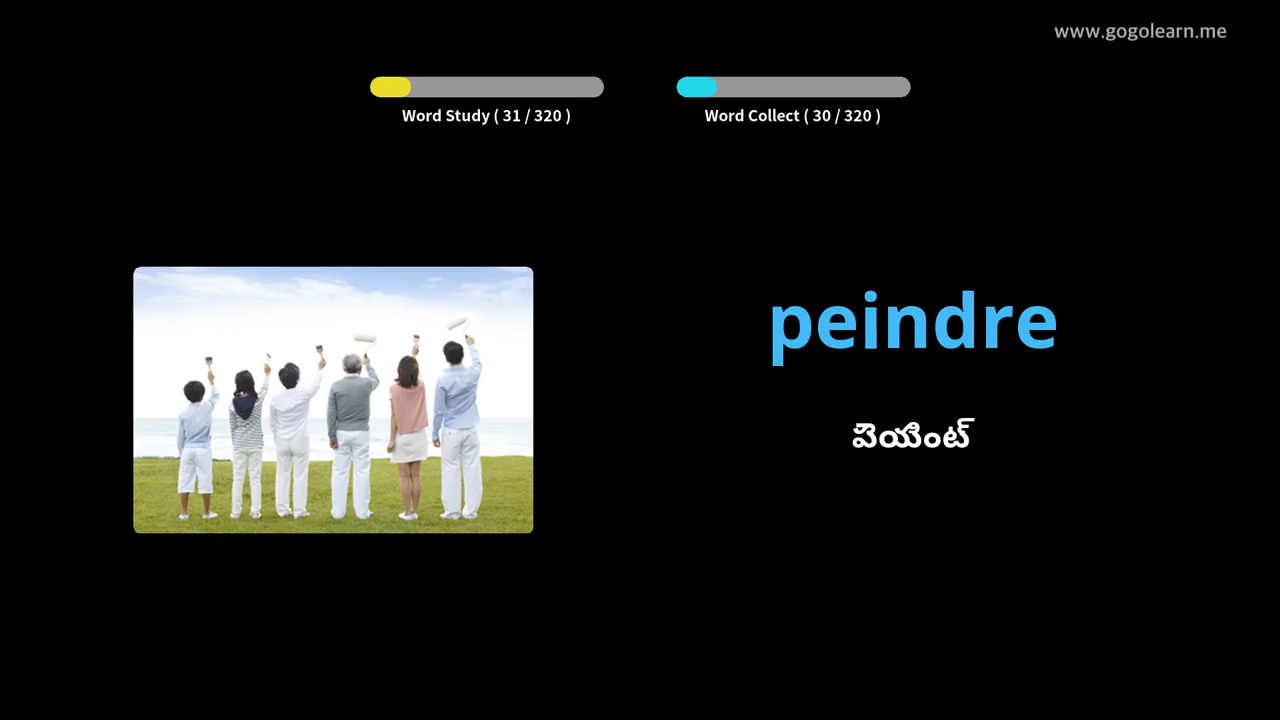 www.gogolearn.me
Word Study ( 31 / 320 )
Word Collect ( 30 / 320 )
peindre
పెయింట్